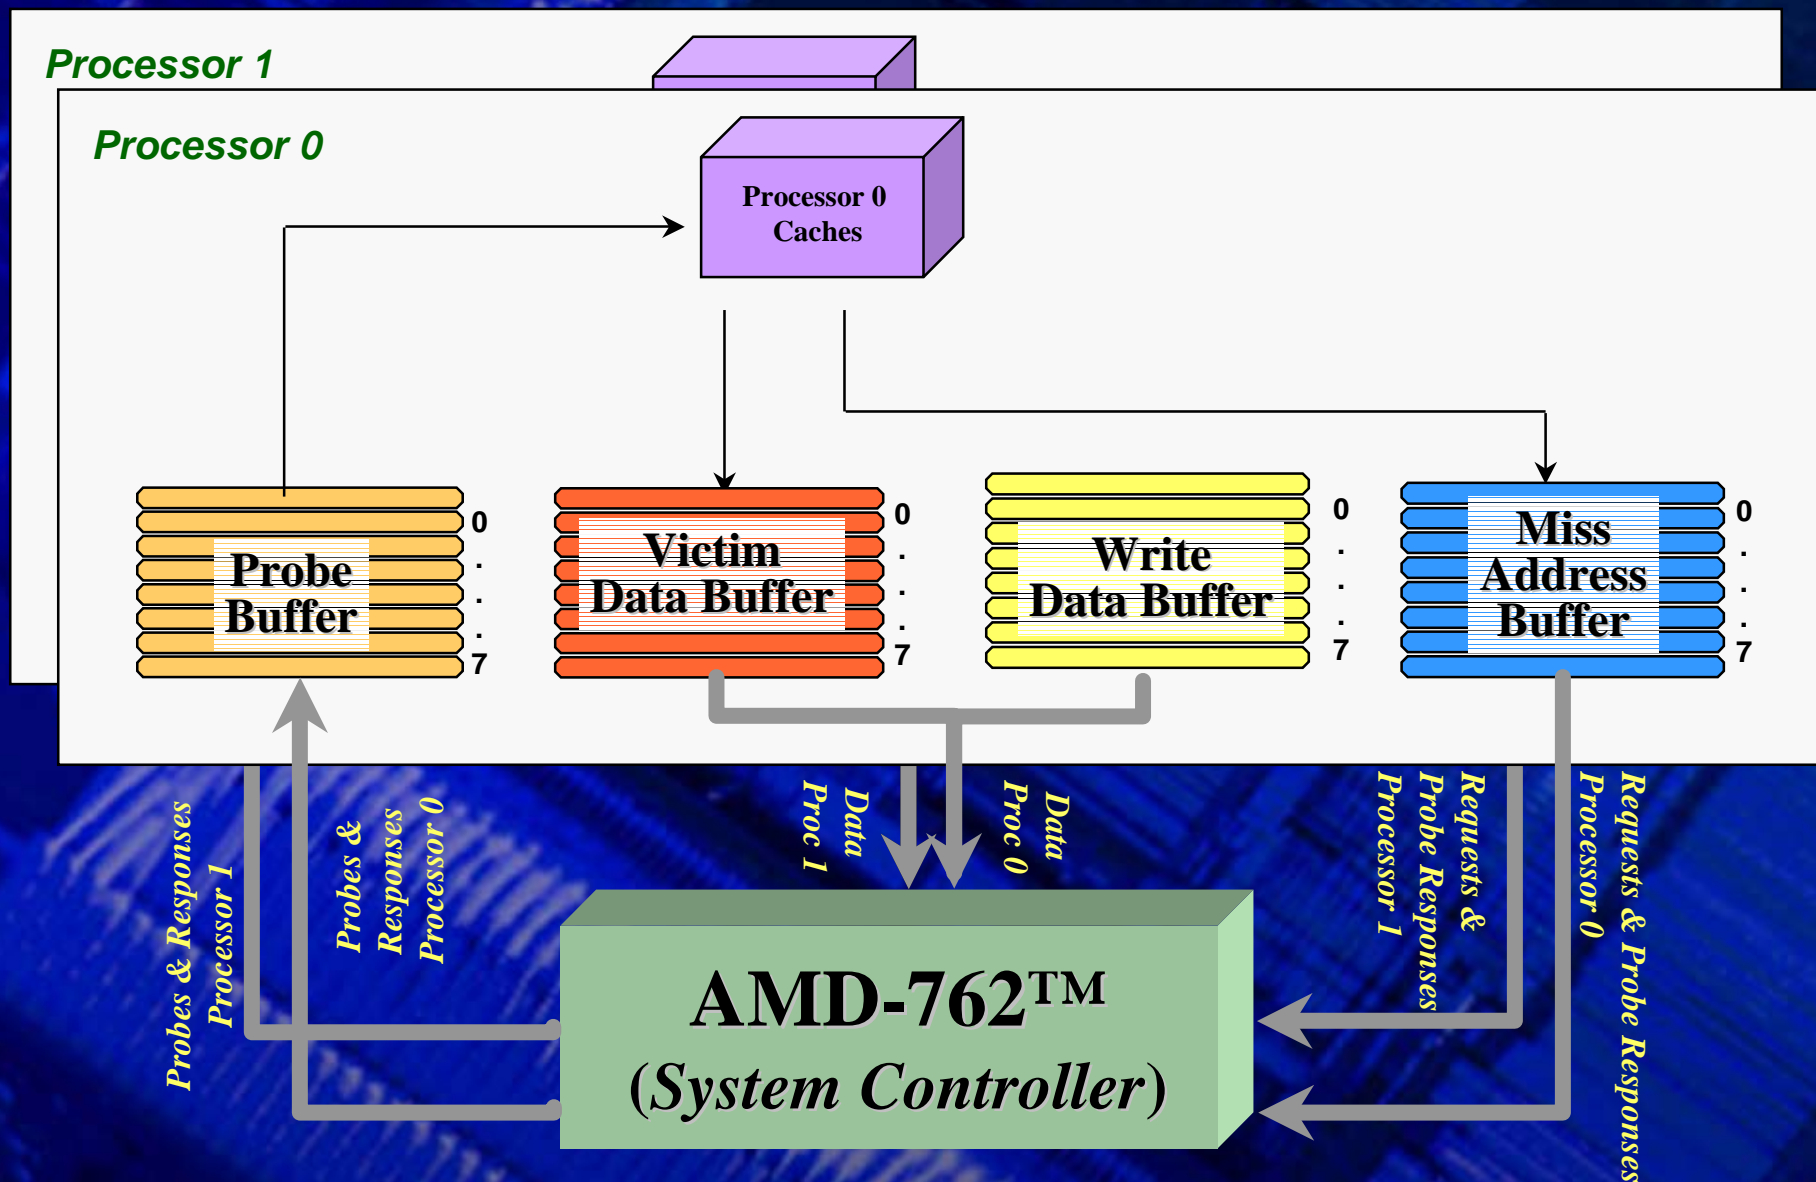 Processor 1
Processor 0
Processor 0
Caches
Probe
Buffer
0
.
.
.
7
Victim
Data Buffer
0
.
.
.
7
Write
Data Buffer
0
.
.
.
7
Miss
Address
Buffer
0
.
.
.
7
Probes & Responses
Processor 1
Probes &
Responses
Processor 0
Data
Proc 1
Data
Proc 0
Requests &
Probe Responses
Processor 1
Requests & Probe Responses
Processor 0
AMD-762™
(System Controller)